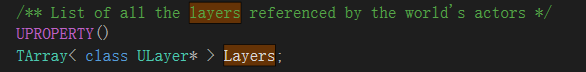 /** List of all the layers referenced by the world's actors */
UPROPERTY()
TArray< class ULayer* > Layers;